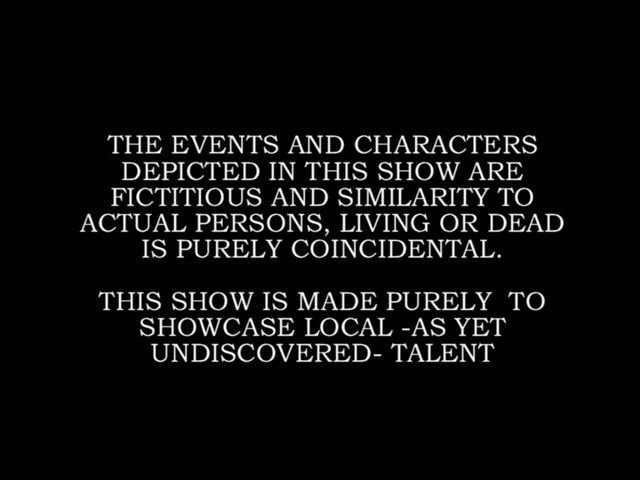 THE EVENTS AND CHARACTERS
DEPICTED IN THIS SHOW ARE
FICTITIOUS AND SIMILARITY TO
ACTUAL PERSONS, LIVING OR DEAD
IS PURELY COINCIDENTAL.
THIS SHOW IS MADE PURELY  TO
SHOWCASE LOCAL -AS YET
UNDISCOVERED- TALENT